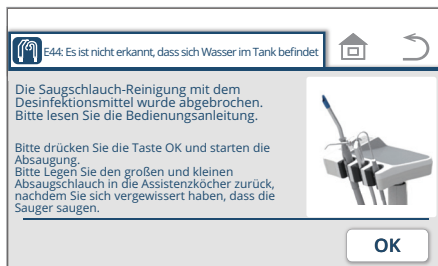 E44: Es ist nicht erkannt, dass sich Wasser im Tank befindet
Die Saugschlauch-Reinigung mit dem
Desinfektionsmittel wurde abgebrochen.
Bitte lesen Sie die Bedienungsanleitung.
Bitte drücken Sie die Taste OK und starten die
Absaugung.
Bitte Legen Sie den großen und kleinen
Absaugschlauch in die Assistenzköcher zurück,
nachdem Sie sich vergewissert haben, dass die
Sauger saugen.
OK